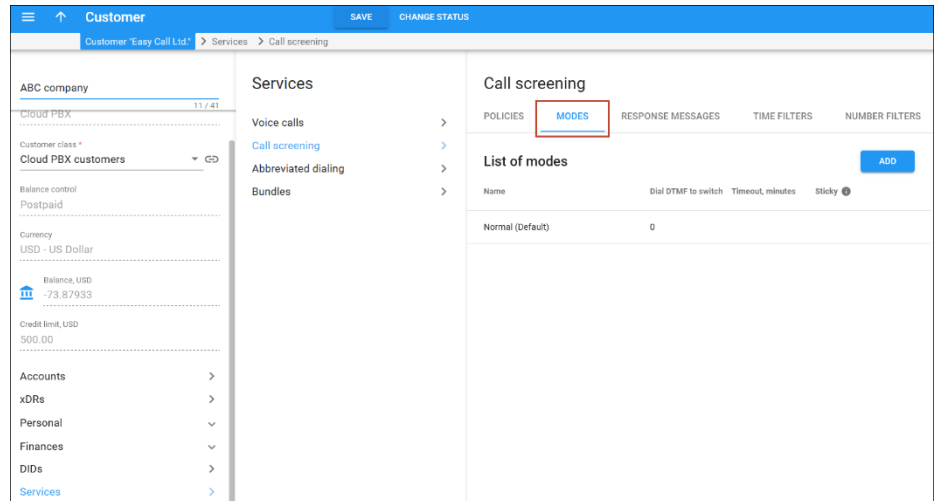 Customer
SAVE
CHANGE STATUS
Customer "Easy Call Ltd."
Services
Call screening
ABC company
11 / 41
Cloud PBX
Customer class *
Cloud PBX customers
Balance control
Postpaid
Currency
USD - US Dollar
Balance, USD
-73.87933
Credit limit, USD
500.00
Accounts
xDRs
Personal
Finances
DIDs
Services
Services
Voice calls
Call screening
Abbreviated dialing
Bundles
Call screening
POLICIES
MODES
RESPONSE MESSAGES
TIME FILTERS
NUMBER FILTERS
List of modes
ADD
Name
Dial DTMF to switch
Timeout, minutes
Sticky
Normal (Default)
0